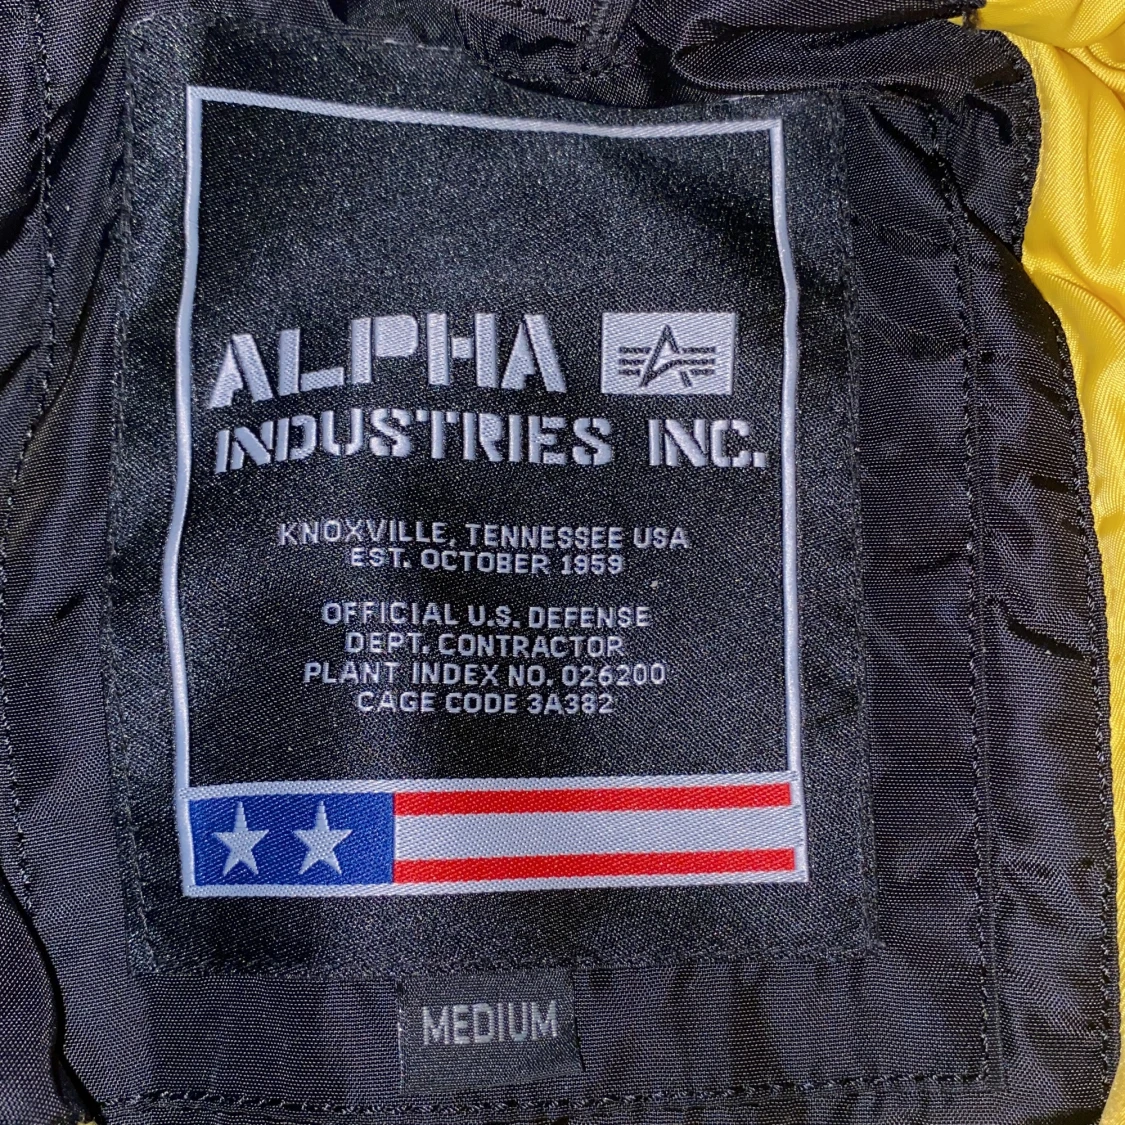 ALPHA
INDUSTRIES INC.
KNOXVILLE, TENNESSEE USA
EST. OCTOBER 1959
OFFICIAL U.S. DEFENSE
DEPT. CONTRACTOR
PLANT INDEX NO. 026200
CAGE CODE 3A382
MEDIUM